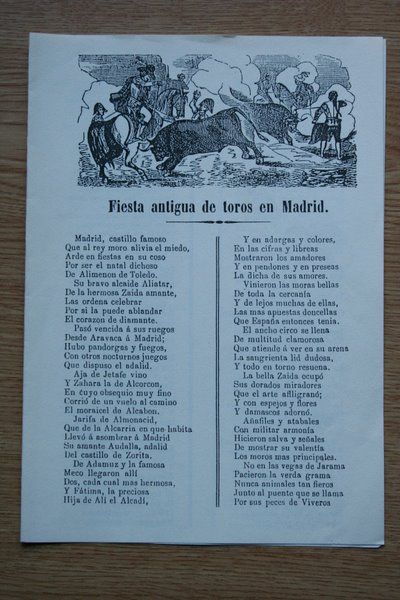 Fiesta antigua de toros en Madrid.
Madrid, castillo famoso
Que al rey moro alivia el miedo,
Arde en fiestas en su coso
Por ser el natal dichoso
De Alimenon de Toledo.
Su bravo alcaide Aliatar,
De la hermosa Zaida amante,
Las ordena celebrar
Por si la puede ablandar
El corazon de diamante.
Pasó vencida á sus ruegos
Desde Aravaca á Madrid;
Hubo pandorgas y fuegos,
Con otros nocturnos juegos
Que dispuso el adalid.
Aja de Jetafe vino
Y Zahara la de Alcorcon,
En cuyo obsequio muy fino
Corrió de un vuelo al camino
El moraicel de Alcabon.
Jarifa de Almonacid,
Que de la Alcarria en que habita
Llevó á asombrar á Madrid
Su amante Audalla, adalid
Del castillo de Zorita.
De Adamuz y la famosa
Meco llegaron allí
Dos, cada cual mas hermosa,
Y Fátima, la preciosa
Hija de Alí el Alcadí,
Y en adargas y colores,
En las cifras y libreas
Mostraron los amadores
Y en pendones y en preseas
La dicha de sus amores.
Vinieron las moras bellas
De toda la cercanía
Y de lejos muchas de ellas,
Las mas apuestas doncellas
Que España entonces tenia.
El ancho circo se llena
De multitud clamorosa
Que atiende á ver en su arena
La sangrienta lid dudosa,
Y todo en torno resuena.
La bella Zaida ocupó
Sus dorados miradores
Que el arte afiligranó;
Y con espejos y flores
Y damascos adornó.
Añafiles y atabales
Con militar armonía
Hicieron salva y señales
De mostrar su valentía
Los moros mas principales.
No en las vegas de Jarama
Pacieron la verda grama
Nunca animales tan fieros
Junto al puente que se llama
Por sus peces de Viveros